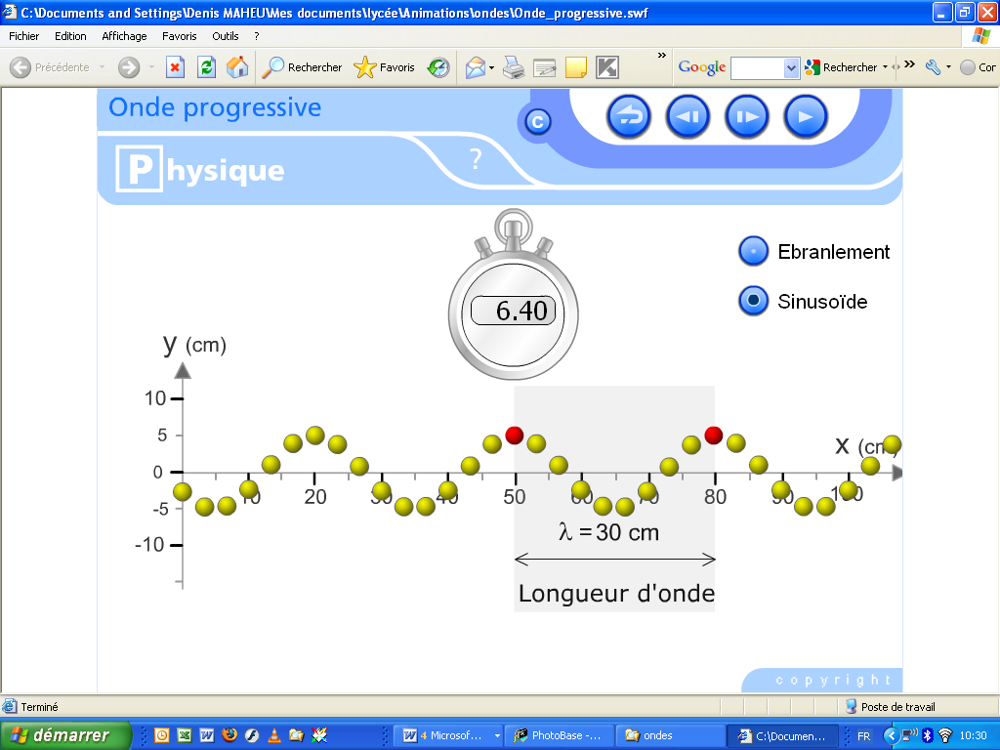 C:\Documents and Settings\Denis MAHEU\Mes documents\lycée\Animations\ondes\Onde_progressive.swf
Fichier Edition Affichage Favoris Outils ?
Précédente Rechercher Favoris » Google Rechercher » Cor
Onde progressive
C
?
Physique
6.40
Ebranlement
Sinusoïde
y (cm)
10
5
0
-5
-10
x (cm)
10 20 30 40 50 60 70 80 90 100
λ = 30 cm
Longueur d'onde
copyright
Terminé Poste de travail
démarrer 4 Microsof... PhotoBase -... ondes C:\Documen... FR 10:30